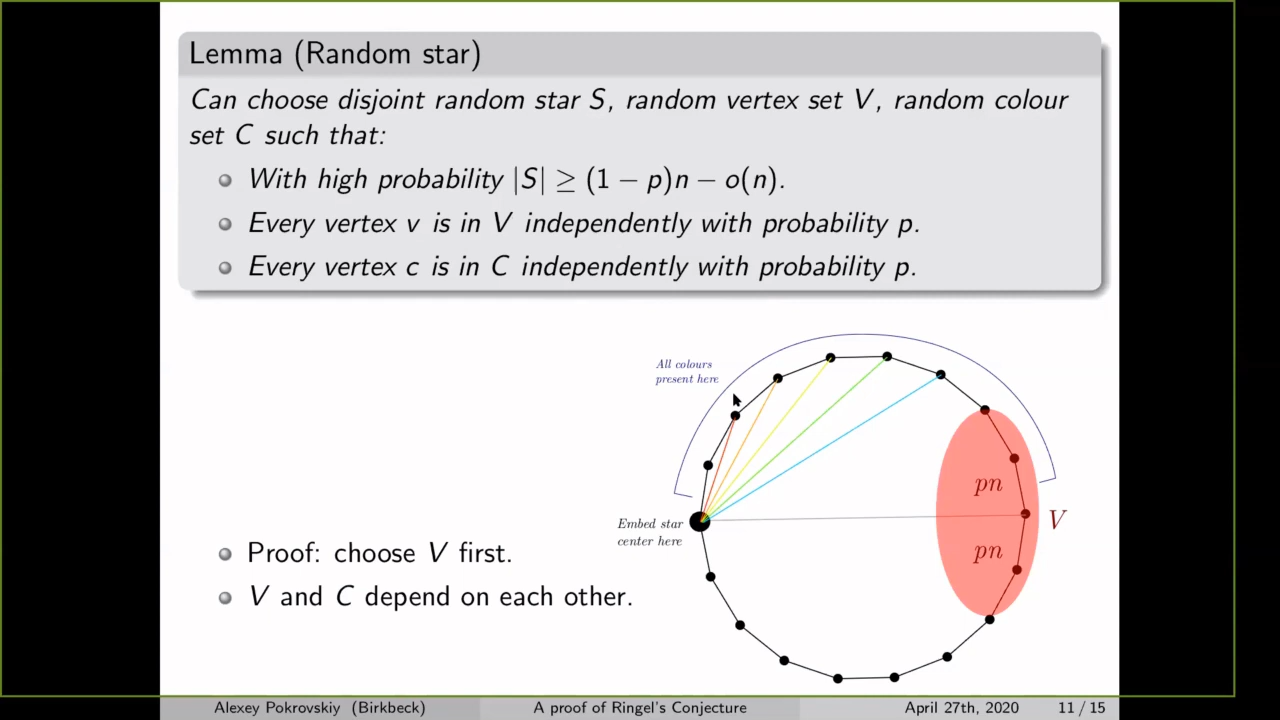 Lemma (Random star)
Can choose disjoint random star S, random vertex set V, random colour
set C such that:
With high probability |S| ≥ (1 − p)n − o(n).
Every vertex v is in V independently with probability p.
Every vertex c is in C independently with probability p.
All colours
present here
pn
Embed star
center here
V
pn
Proof: choose V first.
V and C depend on each other.
Alexey Pokrovskiy (Birkbeck) A proof of Ringel's Conjecture April 27th, 2020 11 / 15